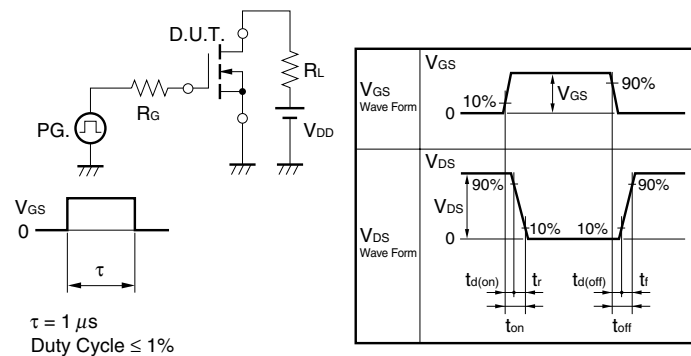 D.U.T.
RL
RG
PG.
VDD
VGS
0
τ
τ = 1 μs
Duty Cycle ≤ 1%
VGS
Wave Form
VGS
10%
VGS
90%
0
VDS
Wave Form
VDS
90%
VDS
10%
10%
90%
0
td(on)
tr
td(off)
tf
ton
toff